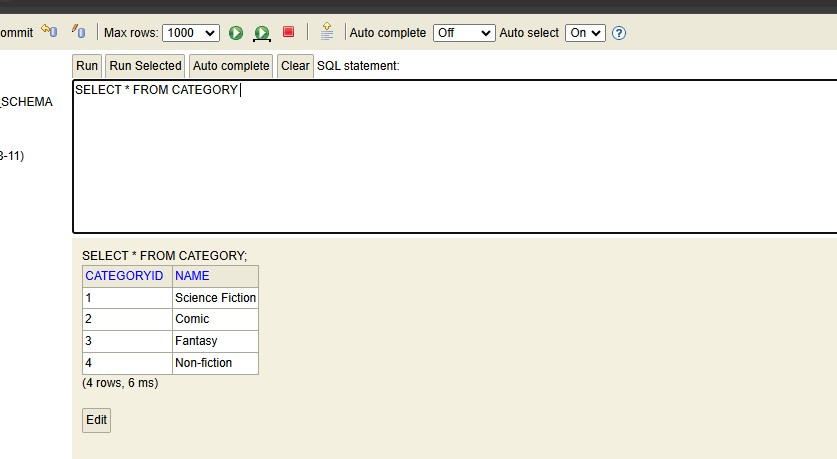 ommit Max rows: 1000 Auto complete Off Auto select On ?
Run Run Selected Auto complete Clear SQL statement:
_SCHEMA
SELECT * FROM CATEGORY
3-11)
SELECT * FROM CATEGORY;
CATEGORYID NAME
1 Science Fiction
2 Comic
3 Fantasy
4 Non-fiction
(4 rows, 6 ms)
Edit